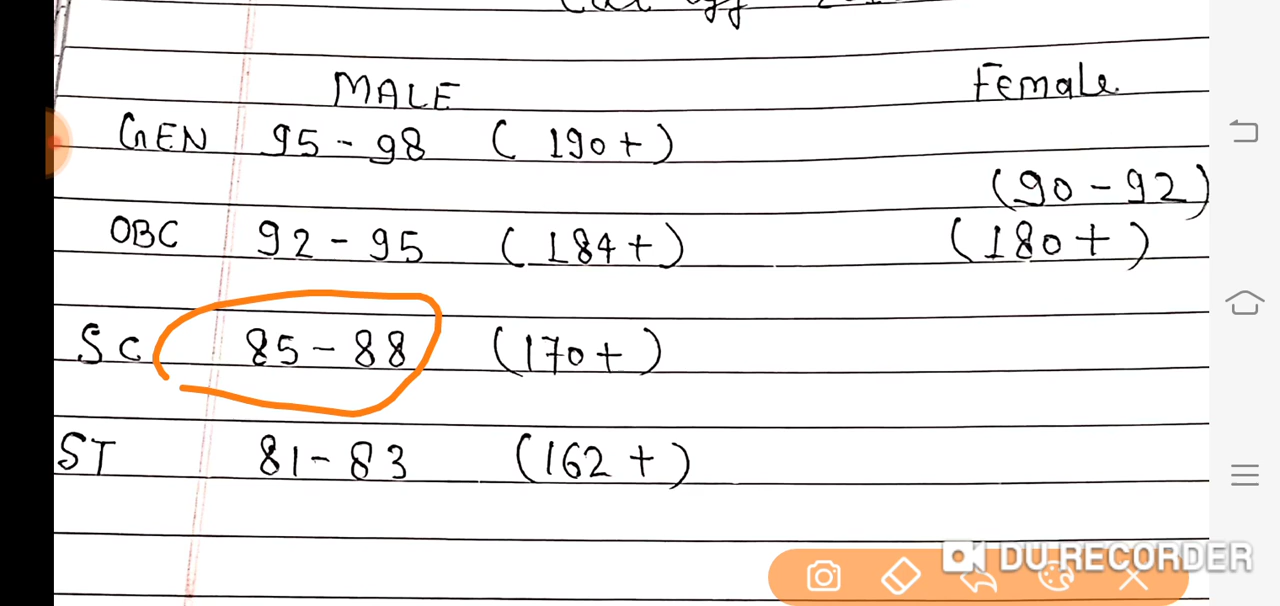 MALE Female
GEN 95-98 (190+)
(90-92)
OBC 92-95 (184+) (180+)
SC 85-88 (170+)
ST 81-83 (162+)
DU RECORDER